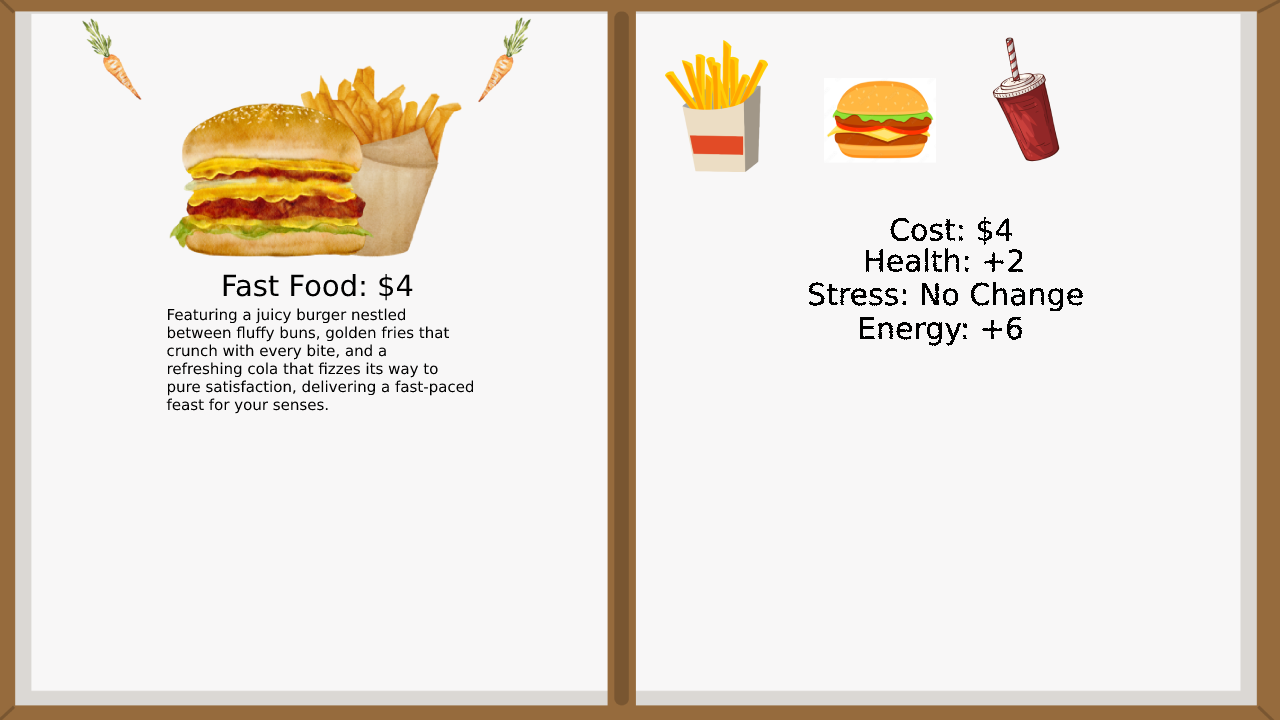 Fast Food: $4
Featuring a juicy burger nestled
between fluffy buns, golden fries that
crunch with every bite, and a
refreshing cola that fizzes its way to
pure satisfaction, delivering a fast-paced
feast for your senses.
Cost: $4
Health: +2
Stress: No Change
Energy: +6